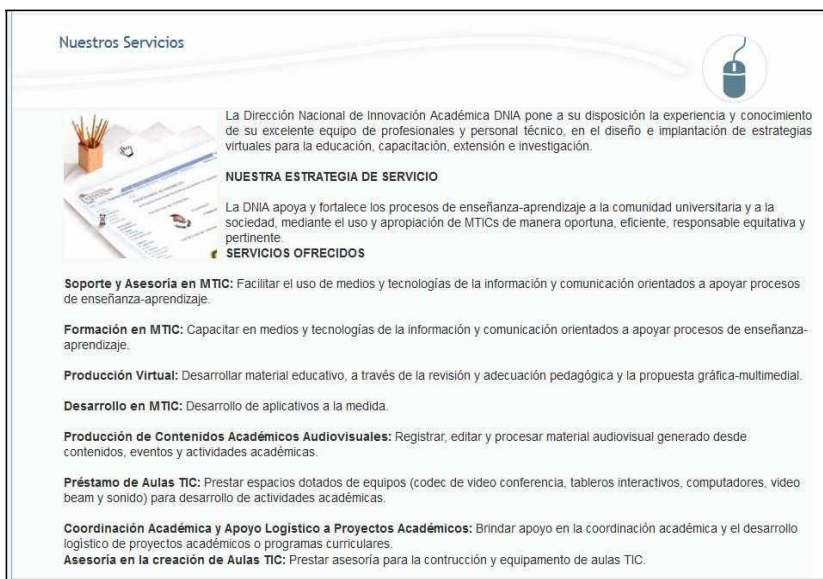 Nuestros Servicios
La Dirección Nacional de Innovación Académica DNIA pone a su disposición la experiencia y conocimiento
de su excelente equipo de profesionales y personal técnico, en el diseño e implantación de estrategias
virtuales para la educación, capacitación, extensión e investigación.
NUESTRA ESTRATEGIA DE SERVICIO
La DNIA apoya y fortalece los procesos de enseñanza-aprendizaje a la comunidad universitaria y a la
sociedad, mediante el uso y apropiación de MTICs de manera oportuna, eficiente, responsable equitativa y
pertinente.
SERVICIOS OFRECIDOS
Soporte y Asesoría en MTIC: Facilitar el uso de medios y tecnologías de la información y comunicación orientados a apoyar procesos
de enseñanza-aprendizaje.
Formación en MTIC: Capacitar en medios y tecnologías de la información y comunicación orientados a apoyar procesos de enseñanza-
aprendizaje.
Producción Virtual: Desarrollar material educativo, a través de la revisión y adecuación pedagógica y la propuesta gráfica-multimedial.
Desarrollo en MTIC: Desarrollo de aplicativos a la medida.
Producción de Contenidos Académicos Audiovisuales: Registrar, editar y procesar material audiovisual generado desde
contenidos, eventos y actividades académicas.
Préstamo de Aulas TIC: Prestar espacios dotados de equipos (codec de video conferencia, tableros interactivos, computadores, video
beam y sonido) para desarrollo de actividades académicas.
Coordinación Académica y Apoyo Logístico a Proyectos Académicos: Brindar apoyo en la coordinación académica y el desarrollo
logístico de proyectos académicos o programas curriculares.
Asesoría en la creación de Aulas TIC: Prestar asesoría para la contrucción y equipamento de aulas TIC.